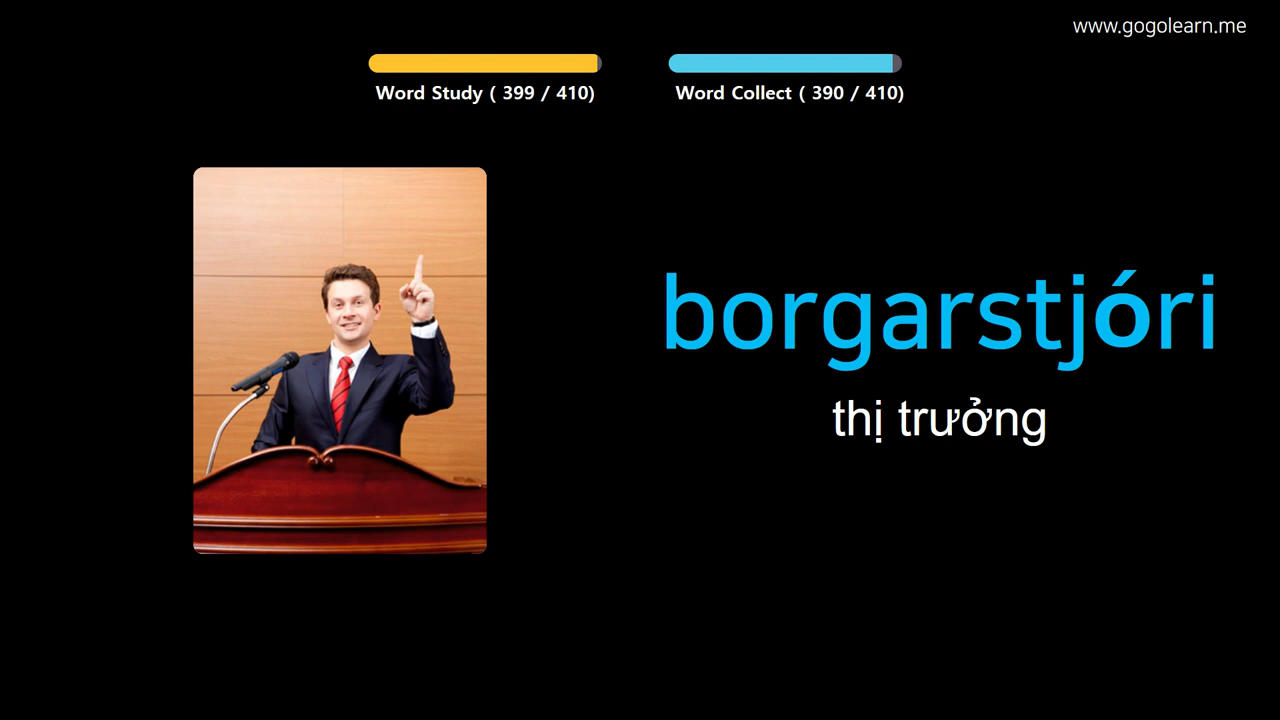 www.gogolearn.me
Word Study ( 399 / 410)
Word Collect ( 390 / 410)
borgarstjóri
thị trưởng